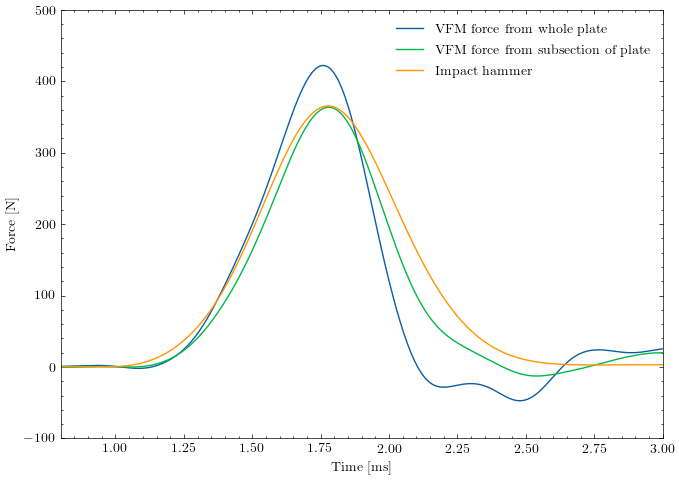 500
400
300
200
100
0
−100
Force [N]
VFM force from whole plate
VFM force from subsection of plate
Impact hammer
1.00 1.25 1.50 1.75 2.00 2.25 2.50 2.75 3.00
Time [ms]